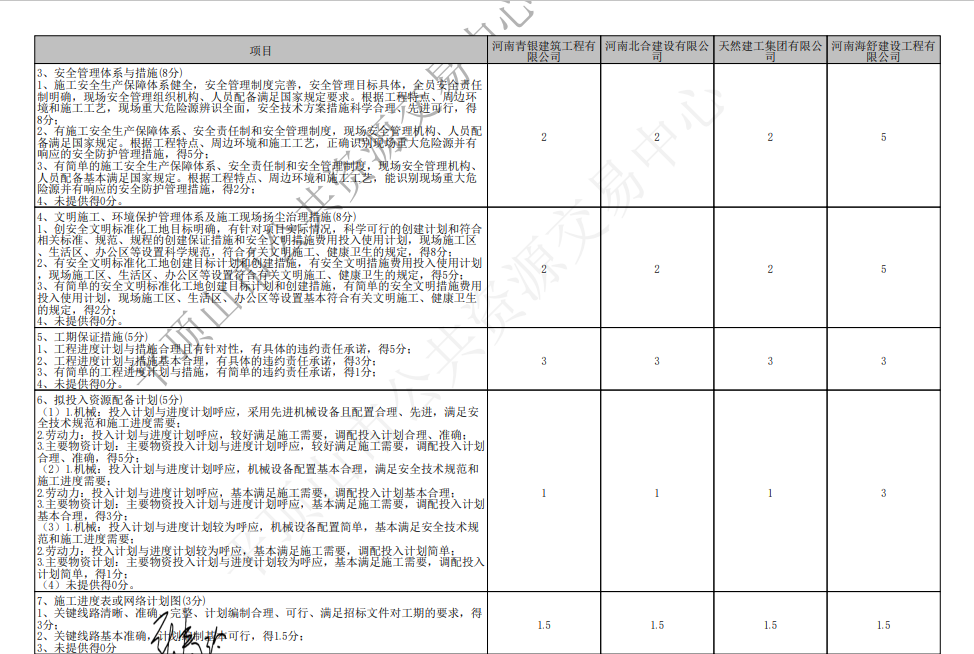 项目
河南青银建筑工程有限公司
河南北合建设有限公司
天然建工集团有限公司
河南海舒建设工程有限公司
3、安全管理体系与措施(8分)
1、施工安全生产保障体系健全，安全管理制度完善，安全管理目标具体，全员安全责任
制明确，现场安全管理组织机构、人员配备满足国家规定要求。根据工程特点、周边环
境和施工工艺，现场重大危险源辨识全面，安全技术方案措施科学合理、先进可行，得
8分；
2、有施工安全生产保障体系、安全责任制和安全管理制度，现场安全管理机构、人员配
备满足国家规定。根据工程特点、周边环境和施工工艺，正确识别现场重大危险源并有
响应的安全防护管理措施，得5分；
3、有简单的施工安全生产保障体系、安全责任制和安全管理制度，现场安全管理机构、
人员配备基本满足国家规定。根据工程特点、周边环境和施工工艺，能识别现场重大危
险源并有响应的安全防护管理措施，得2分；
4、未提供得0分。
2
2
2
5
4、文明施工、环境保护管理体系及施工现场扬尘治理措施(8分)
1、创安全文明标准化工地目标明确，有针对项目实际情况，科学可行的创建计划和符合
相关标准、规范、规程的创建保证措施和安全文明措施费用投入使用计划，现场施工区
、生活区、办公区等设置科学规范，符合有关文明施工、健康卫生的规定，得8分；
2、有安全文明标准化工地创建目标计划和创建措施，有安全文明措施费用投入使用计划
，现场施工区、生活区、办公区等设置符合有关文明施工、健康卫生的规定，得5分；
3、有简单的安全文明标准化工地创建目标计划和创建措施，有简单的安全文明措施费用
投入使用计划，现场施工区、生活区、办公区等设置基本符合有关文明施工、健康卫生
的规定，得2分；
4、未提供得0分。
2
2
2
5
5、工期保证措施(5分)
1、工程进度计划与措施合理且有针对性，有具体的违约责任承诺，得5分；
2、工程进度计划与措施基本合理，有具体的违约责任承诺，得3分；
3、有简单的工程进度计划与措施，有简单的违约责任承诺，得1分；
4、未提供得0分。
3
3
3
3
6、拟投入资源配备计划(5分)
（1）1.机械：投入计划与进度计划呼应，采用先进机械设备且配置合理、先进，满足安
全技术规范和施工进度需要；
2.劳动力：投入计划与进度计划呼应，较好满足施工需要，调配投入计划合理、准确；
3.主要物资计划：主要物资投入计划与进度计划呼应，较好满足施工需要，调配投入计划
合理、准确，得5分；
（2）1.机械：投入计划与进度计划呼应，机械设备配置基本合理，满足安全技术规范和
施工进度需要；
2.劳动力：投入计划与进度计划呼应，基本满足施工需要，调配投入计划基本合理；
3.主要物资计划：主要物资投入计划与进度计划呼应，基本满足施工需要，调配投入计划
基本合理，得3分；
（3）1.机械：投入计划与进度计划较为呼应，机械设备配置简单，基本满足安全技术规
范和施工进度需要；
2.劳动力：投入计划与进度计划较为呼应，基本满足施工需要，调配投入计划简单；
3.主要物资计划：主要物资投入计划与进度计划较为呼应，基本满足施工需要，调配投入
计划简单，得1分；
（4）未提供得0分。
1
1
1
3
7、施工进度表或网络计划图(3分)
1、关键线路清晰、准确、完整、计划编制合理、可行、满足招标文件对工期的要求，得
3分；
2、关键线路基本准确，计划编制基本可行，得1.5分；
3、未提供得0分
1.5
1.5
1.5
1.5
平顶山市公共资源交易中心
平顶山市公共资源交易中心